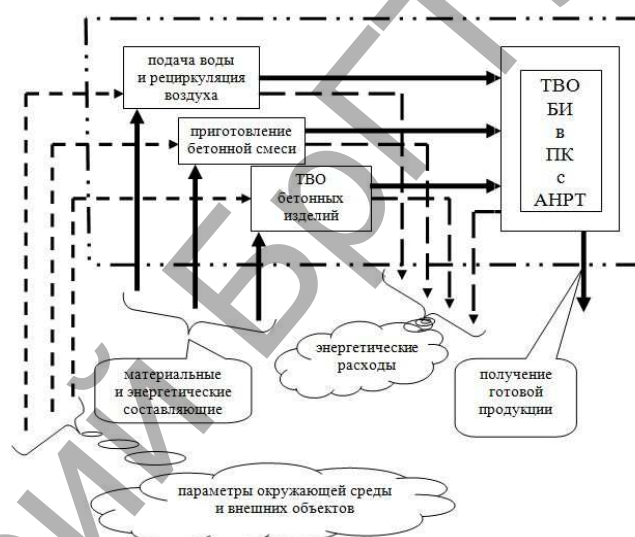 подача воды
и рециркуляция
воздуха
приготовление
бетонной смеси
ТВО
бетонных
изделий
ТВО
БИ
в
ПК
с
АНРТ
энергетические
расходы
материальные
и энергетические
составляющие
получение
готовой
продукции
параметры окружающей среды
и внешних объектов